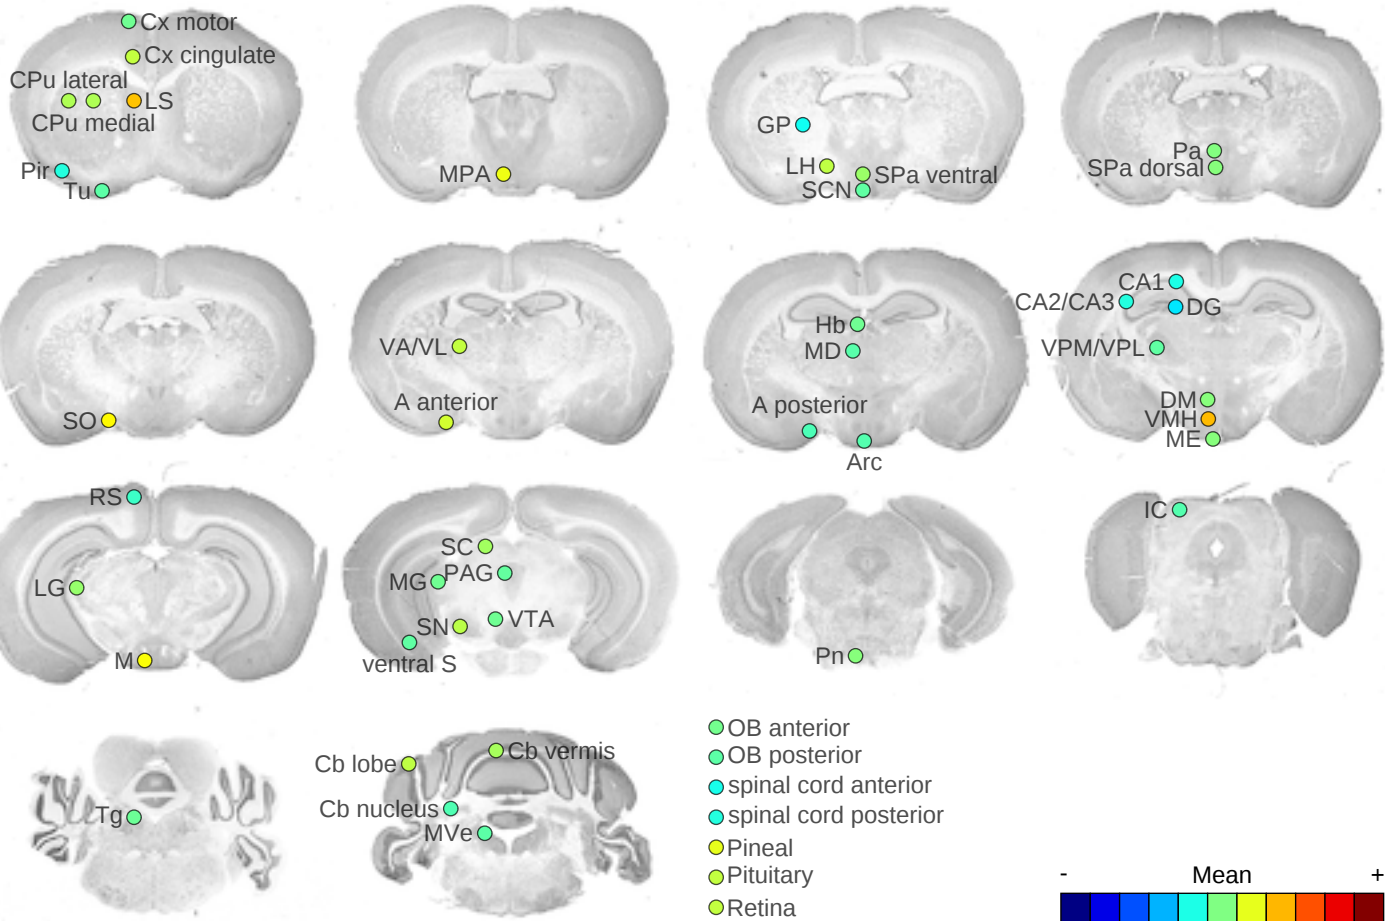 Cx motor
Cx cingulate
CPu lateral
LS
CPu medial
Pir
Tu
MPA
GP
LH
SPa ventral
SCN
Pa
SPa dorsal
SO
VA/VL
A anterior
Hb
MD
A posterior
Arc
CA1
CA2/CA3
DG
VPM/VPL
DM
VMH
ME
RS
LG
M
SC
MG
PAG
SN
VTA
ventral S
Pn
IC
Tg
Cb lobe
Cb vermis
Cb nucleus
MVe
OB anterior
OB posterior
spinal cord anterior
spinal cord posterior
Pineal
Pituitary
Retina
- Mean +